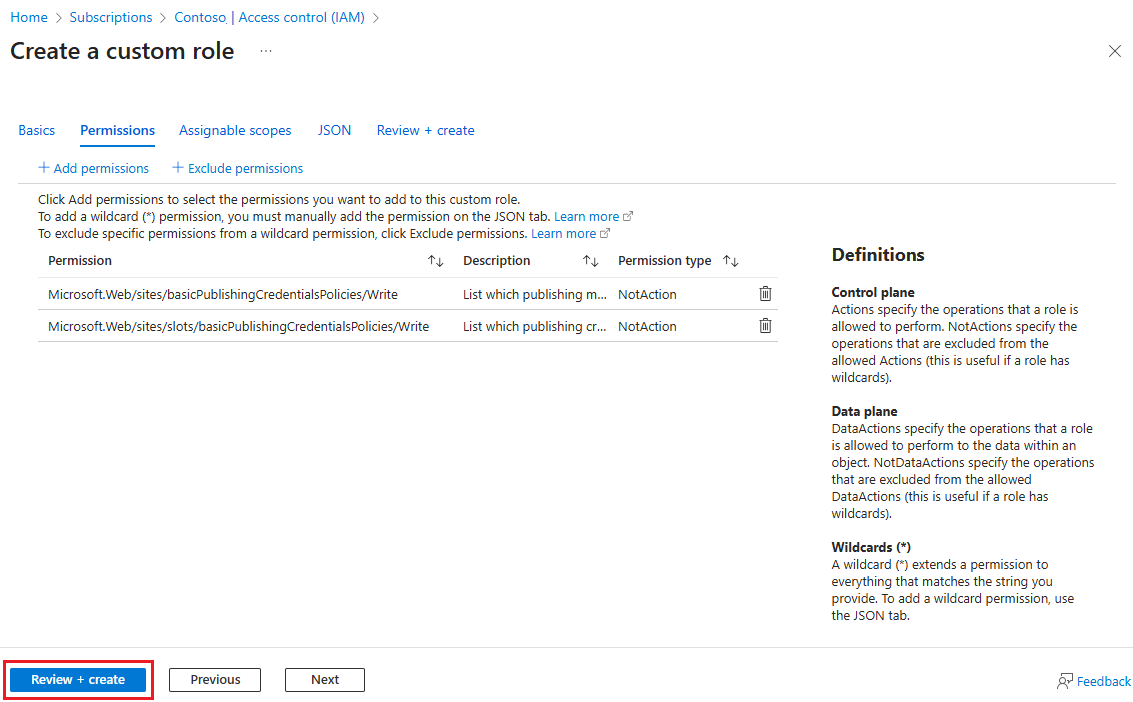 Home > Subscriptions > Contoso | Access control (IAM) >
Create a custom role ...
Basics Permissions Assignable scopes JSON Review + create
+ Add permissions + Exclude permissions
Click Add permissions to select the permissions you want to add to this custom role.
To add a wildcard (*) permission, you must manually add the permission on the JSON tab. Learn more
To exclude specific permissions from a wildcard permission, click Exclude permissions. Learn more
Permission Description Permission type
Microsoft.Web/sites/basicPublishingCredentialsPolicies/Write List which publishing m... NotAction
Microsoft.Web/sites/slots/basicPublishingCredentialsPolicies/Write List which publishing cr... NotAction
Definitions
Control plane
Actions specify the operations that a role is
allowed to perform. NotActions specify the
operations that are excluded from the
allowed Actions (this is useful if a role has
wildcards).
Data plane
DataActions specify the operations that a role
is allowed to perform to the data within an
object. NotDataActions specify the operations
that are excluded from the allowed
DataActions (this is useful if a role has
wildcards).
Wildcards (*)
A wildcard (*) extends a permission to
everything that matches the string you
provide. To add a wildcard permission, use
the JSON tab.
Review + create Previous Next
Feedback